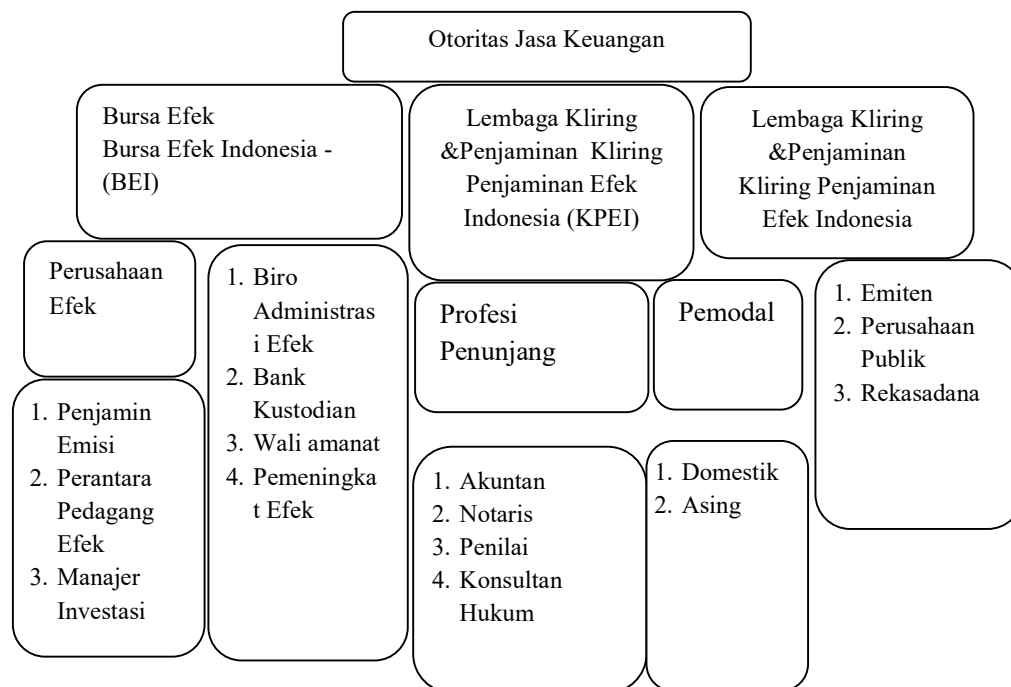 Otoritas Jasa Keuangan
Bursa Efek
Bursa Efek Indonesia -
(BEI)
Lembaga Kliring
&Penjaminan Kliring
Penjaminan Efek
Indonesia (KPEI)
Lembaga Kliring
&Penjaminan
Kliring Penjaminan
Efek Indonesia
Perusahaan
Efek
1. Biro
Administras
i Efek
2. Bank
Kustodian
3. Wali amanat
4. Pemeningka
t Efek
Profesi
Penunjang
Pemodal
1. Emiten
2. Perusahaan
Publik
3. Rekasadana
1. Penjamin
Emisi
2. Perantara
Pedagang
Efek
3. Manajer
Investasi
1. Akuntan
2. Notaris
3. Penilai
4. Konsultan
Hukum
1. Domestik
2. Asing